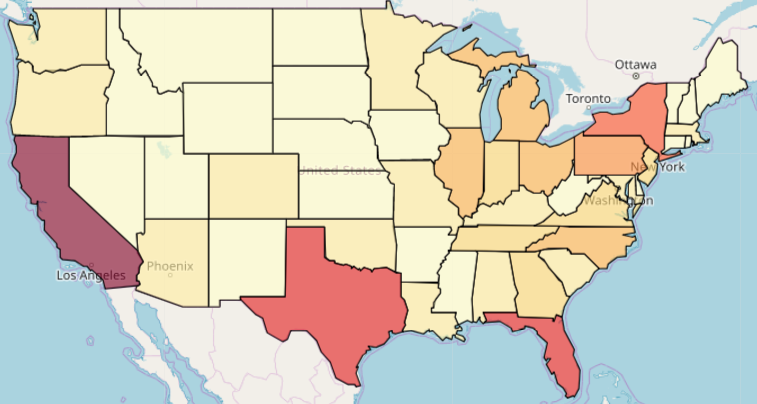 Ottawa
Toronto
United States
New York
Washington
Phoenix
Los Angeles